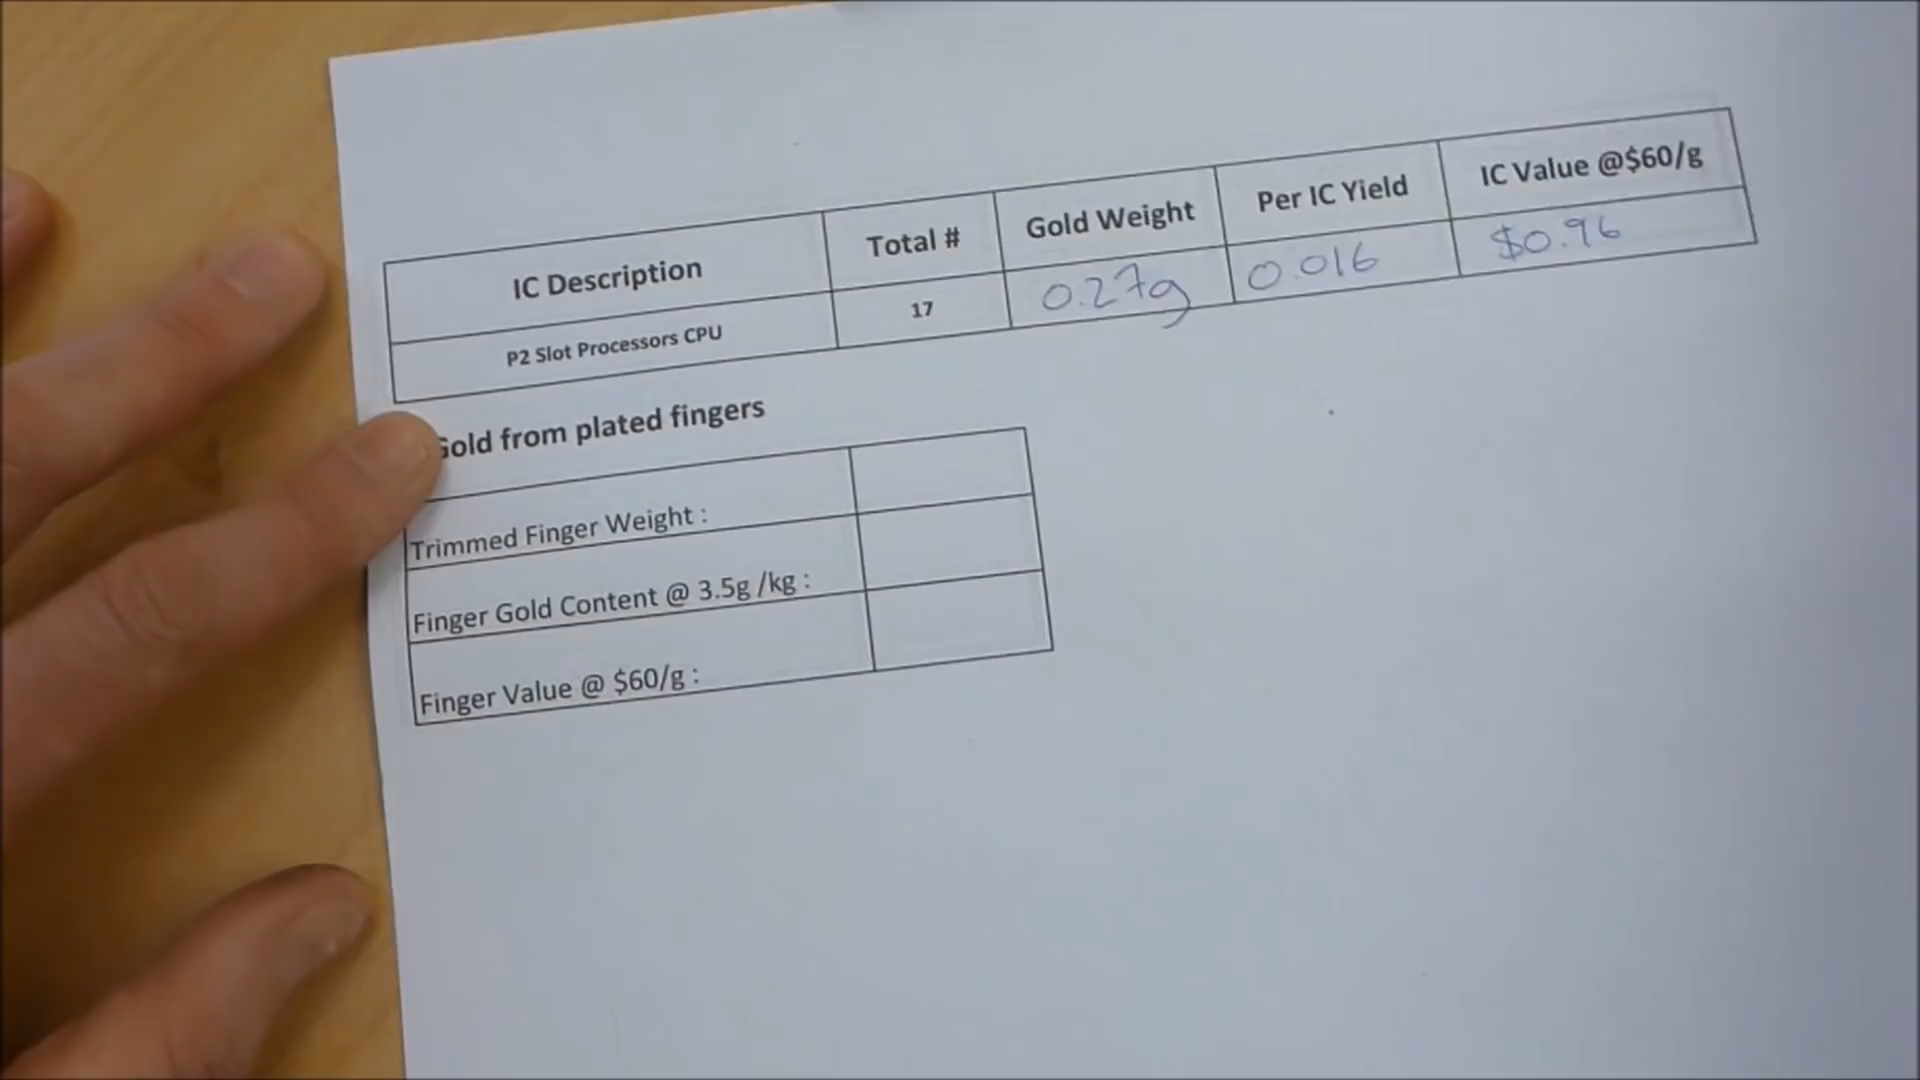 IC Description Total # Gold Weight Per IC Yield IC Value @$60/g
P2 Slot Processors CPU 17 0.27g 0.016 $0.96
Gold from plated fingers
Trimmed Finger Weight :
Finger Gold Content @ 3.5g /kg :
Finger Value @ $60/g :